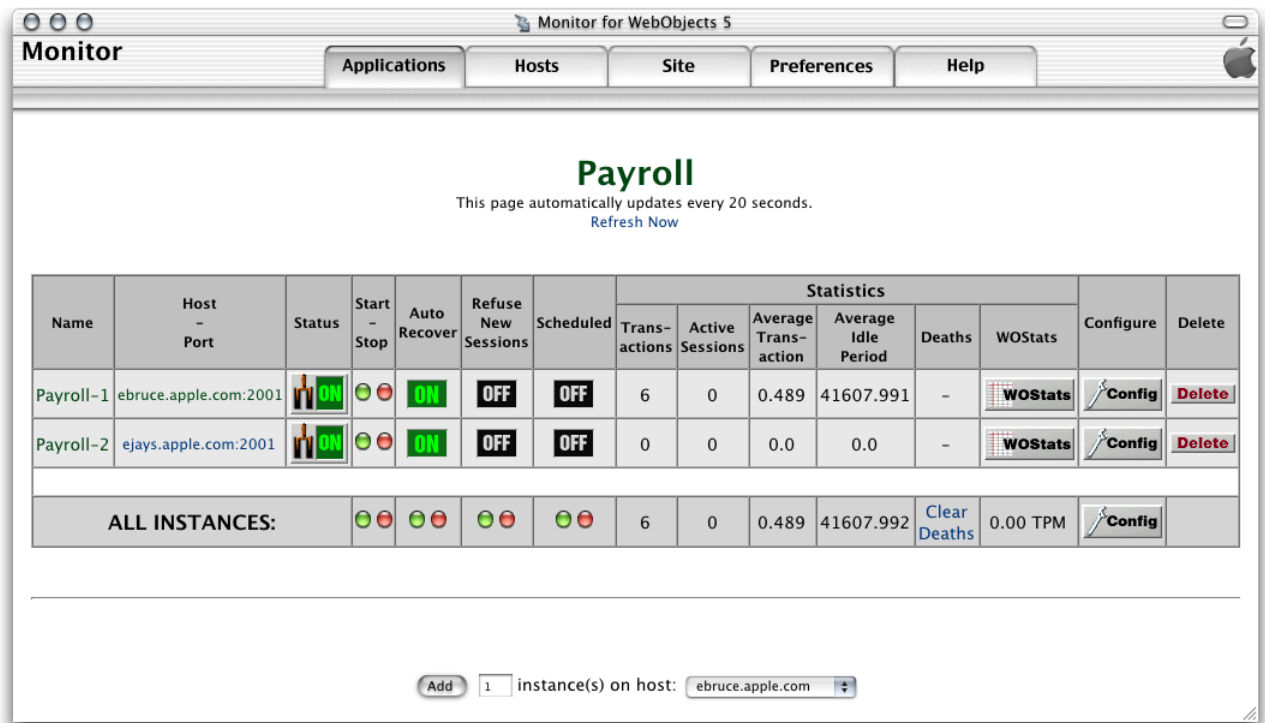 Monitor for WebObjects 5
Monitor
Applications Hosts Site Preferences Help
Payroll
This page automatically updates every 20 seconds.
Refresh Now
Name
Host
–
Port
Status
Start
–
Stop
Auto
Recover
Refuse
New
Sessions
Scheduled
Statistics
Trans-
actions
Active
Sessions
Average
Trans-
action
Average
Idle
Period
Deaths
WOStats
Configure
Delete
Payroll-1 ebruce.apple.com:2001 ON ON OFF OFF 6 0 0.489 41607.991 – WOStats Config Delete
Payroll-2 ejays.apple.com:2001 ON ON OFF OFF 0 0 0.0 0.0 – WOStats Config Delete
ALL INSTANCES: 6 0 0.489 41607.992 Clear Deaths 0.00 TPM Config
Add 1 instance(s) on host: ebruce.apple.com